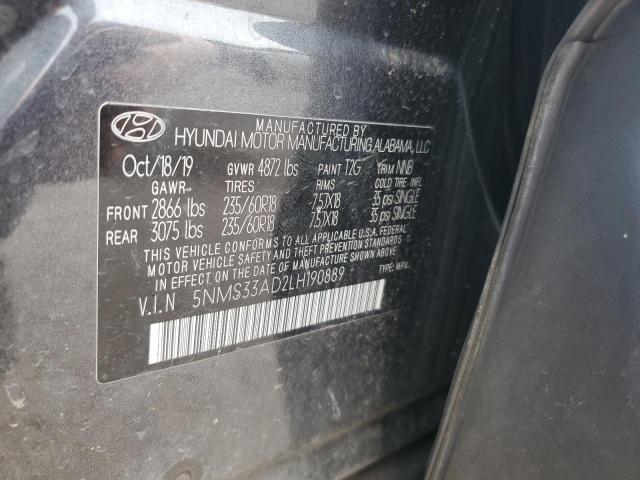 MANUFACTURED BY
HYUNDAI MOTOR MANUFACTURING ALABAMA, LLC
Oct/18/19 GVWR 4872 lbs PAINT T2G TRIM NNB
GAWR TIRES RIMS COLD TIRE INFL
FRONT 2866 lbs 235/60R18 7.5JX18 35 psi SINGLE
REAR 3075 lbs 235/60R18 7.5JX18 35 psi SINGLE
THIS VEHICLE CONFORMS TO ALL APPLICABLE U.S.A. FEDERAL
MOTOR VEHICLE SAFETY AND THEFT PREVENTION STANDARDS
IN EFFECT ON THE DATE OF MANUFACTURE SHOWN ABOVE.
V.I.N 5NMS33AD2LH190889 TYPE: MPV